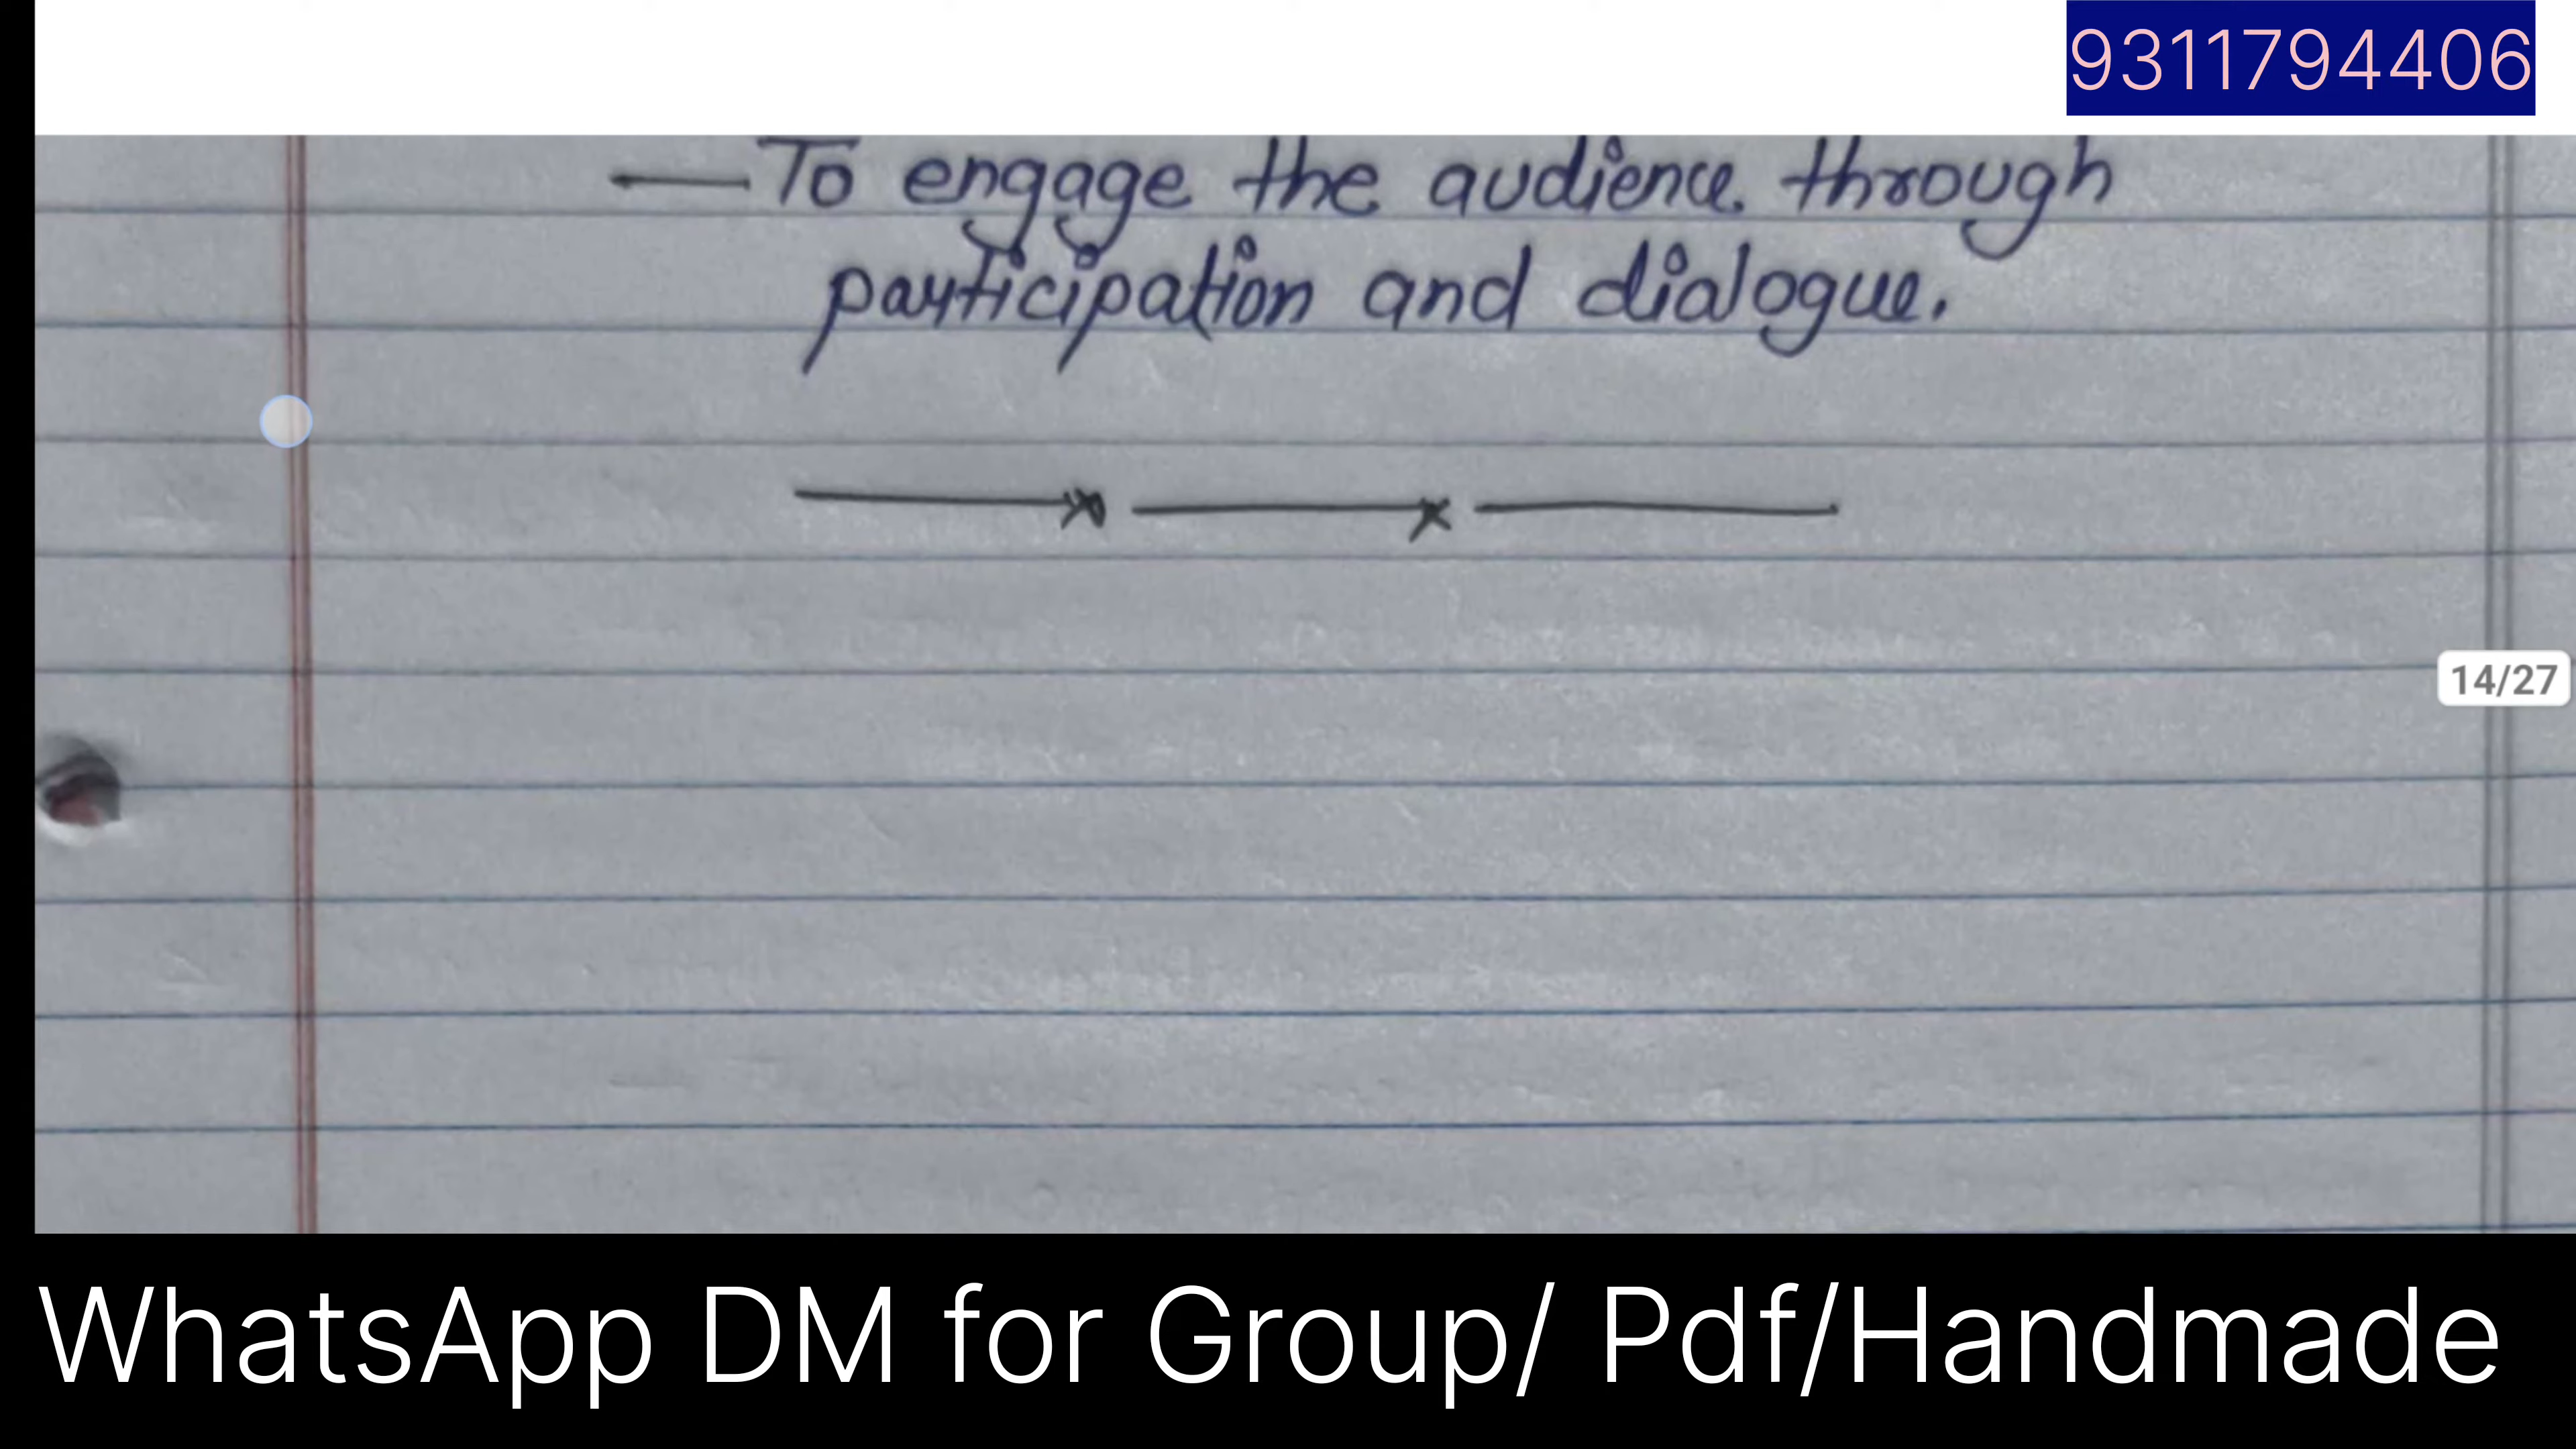 9311794406
— To engage the audience through
participation and dialogue.
14/27
WhatsApp DM for Group/ Pdf/Handmade